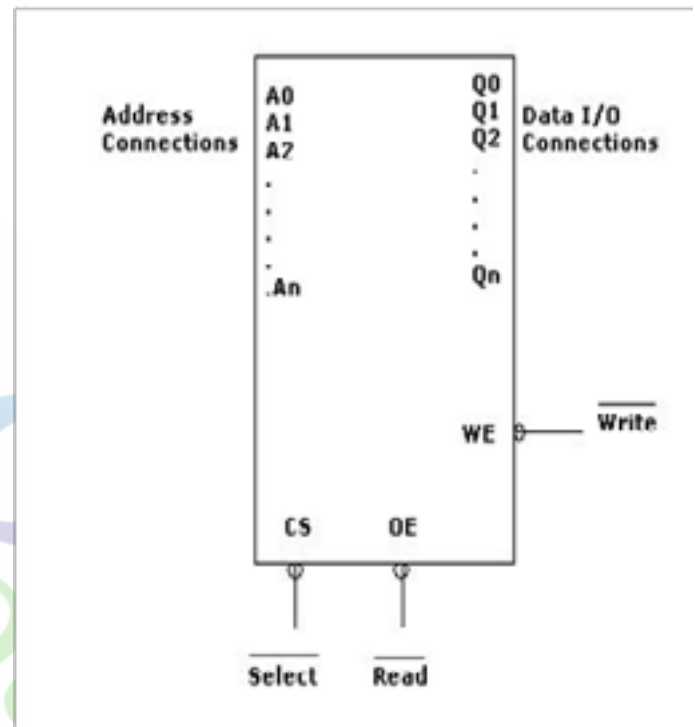 Address
Connections
A0
A1
A2
.
.
.
.
.An
Q0
Q1
Q2
.
.
.
.
Qn
Data I/O
Connections
WE
Write
CS
OE
Select
Read